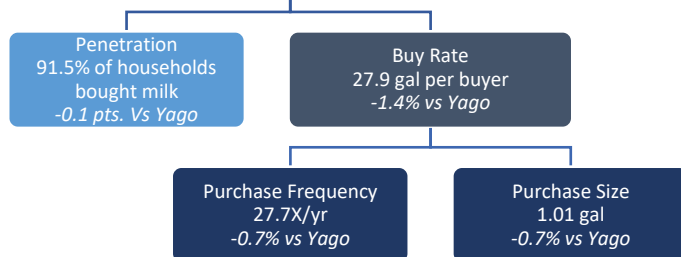 Penetration
91.5% of households
bought milk
-0.1 pts. Vs Yago
Buy Rate
27.9 gal per buyer
-1.4% vs Yago
Purchase Frequency
27.7X/yr
-0.7% vs Yago
Purchase Size
1.01 gal
-0.7% vs Yago